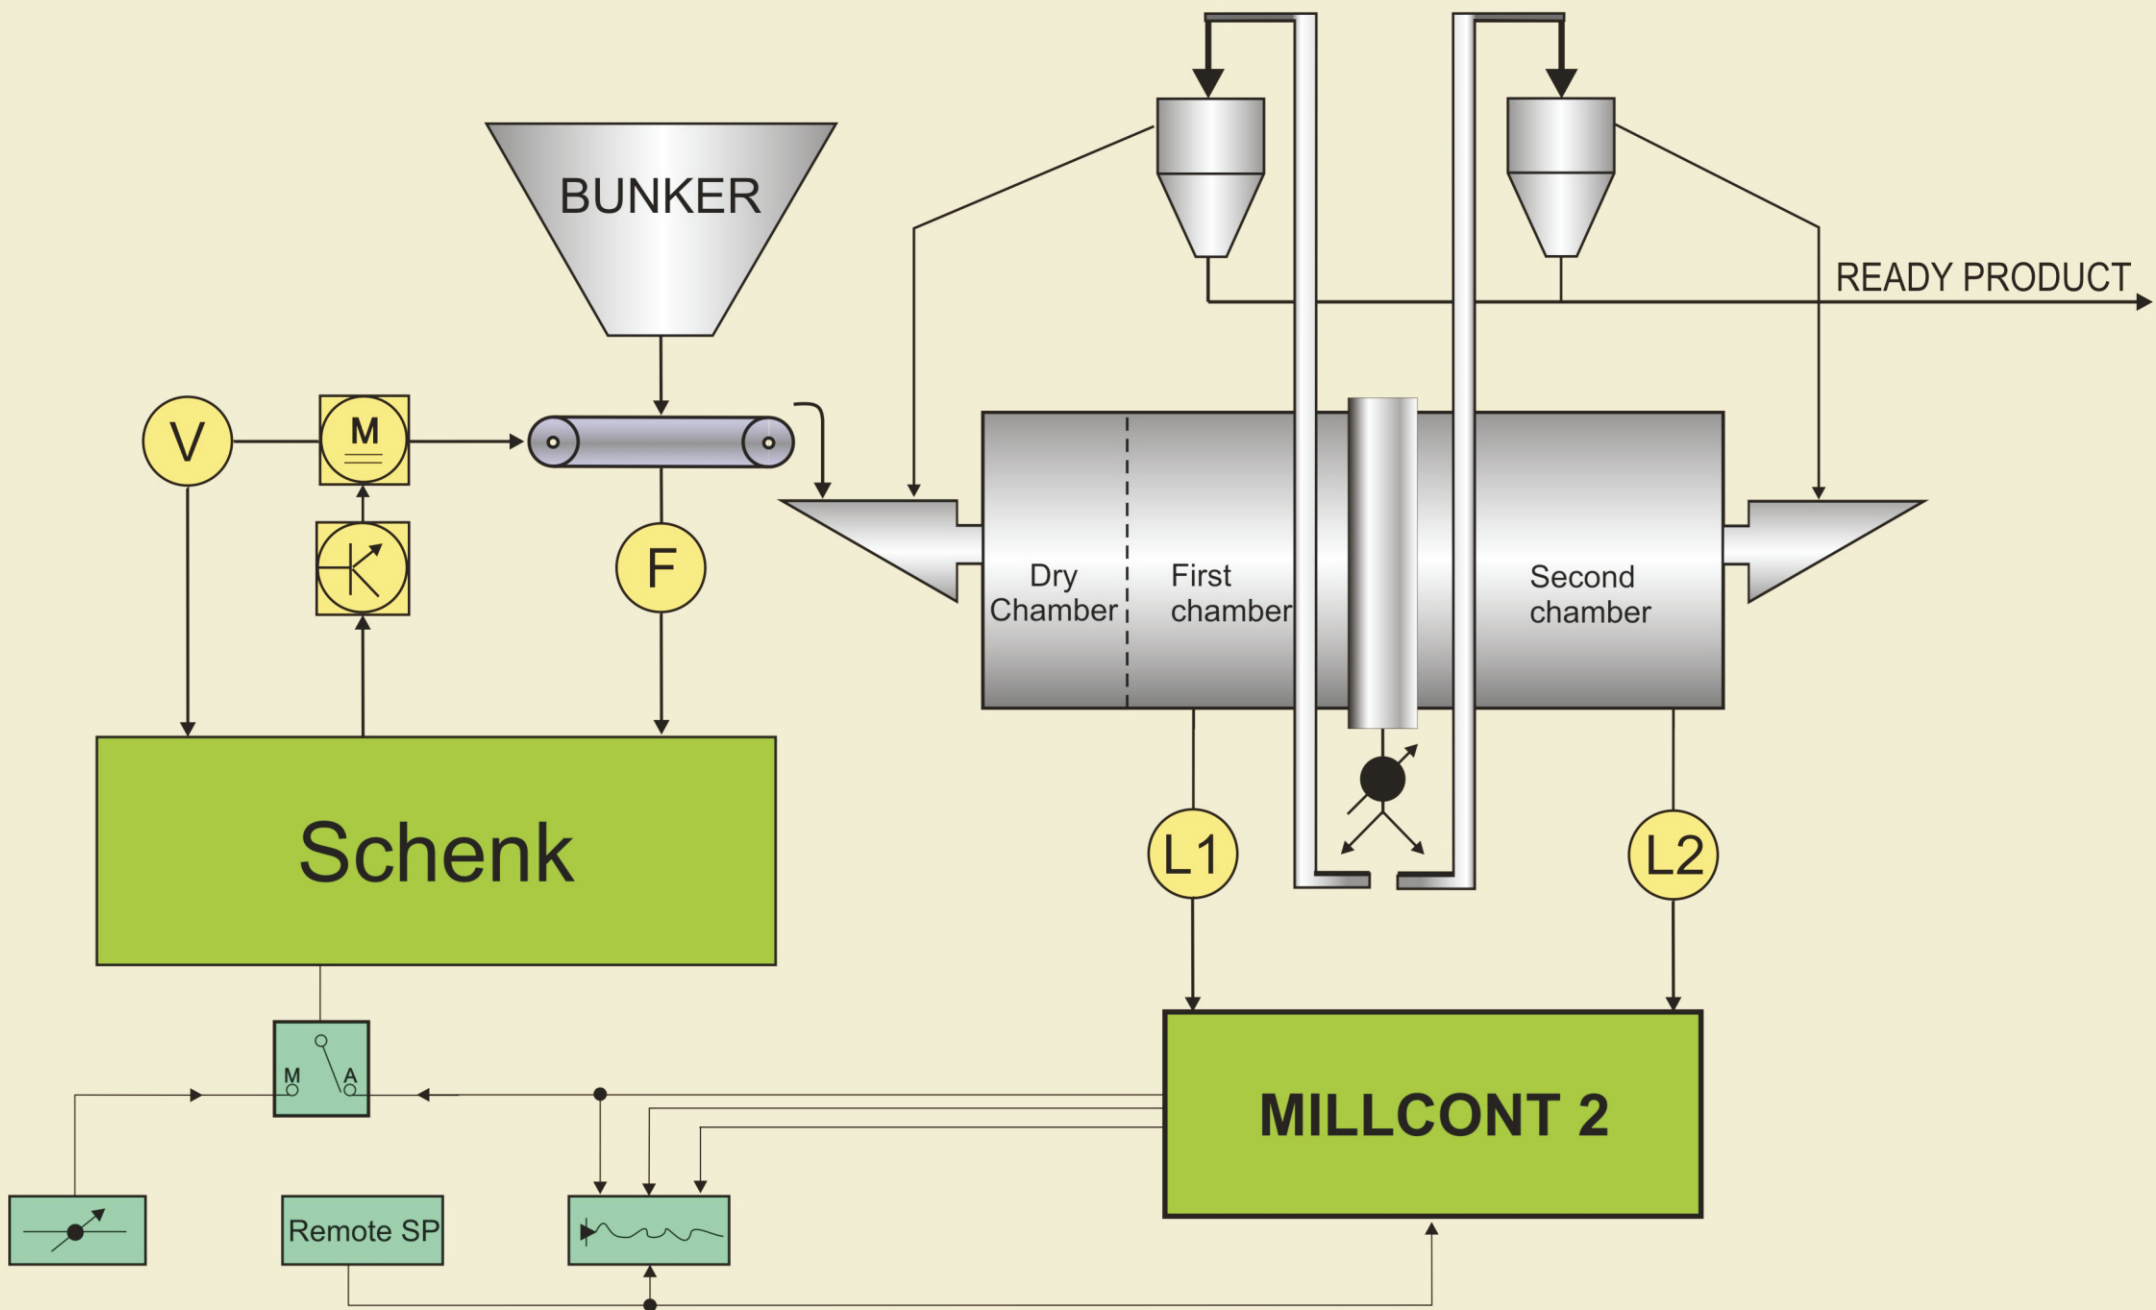 BUNKER
READY PRODUCT
V
M
F
Dry
Chamber
First
chamber
Second
chamber
Schenk
L1
L2
M
A
MILLCONT 2
Remote SP